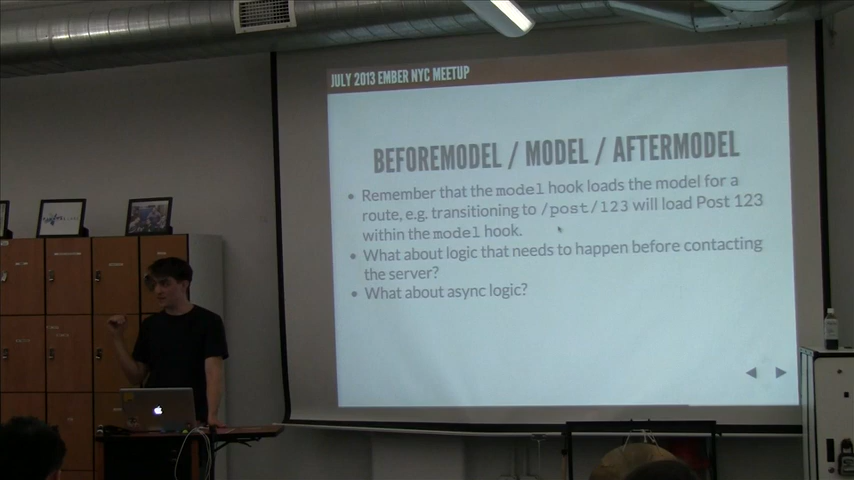 JULY 2013 EMBER NYC MEETUP
BEFOREMODEL / MODEL / AFTERMODEL
• Remember that the model hook loads the model for a
route, e.g. transitioning to /post/123 will load Post 123
within the model hook.
• What about logic that needs to happen before contacting
the server?
• What about async logic?